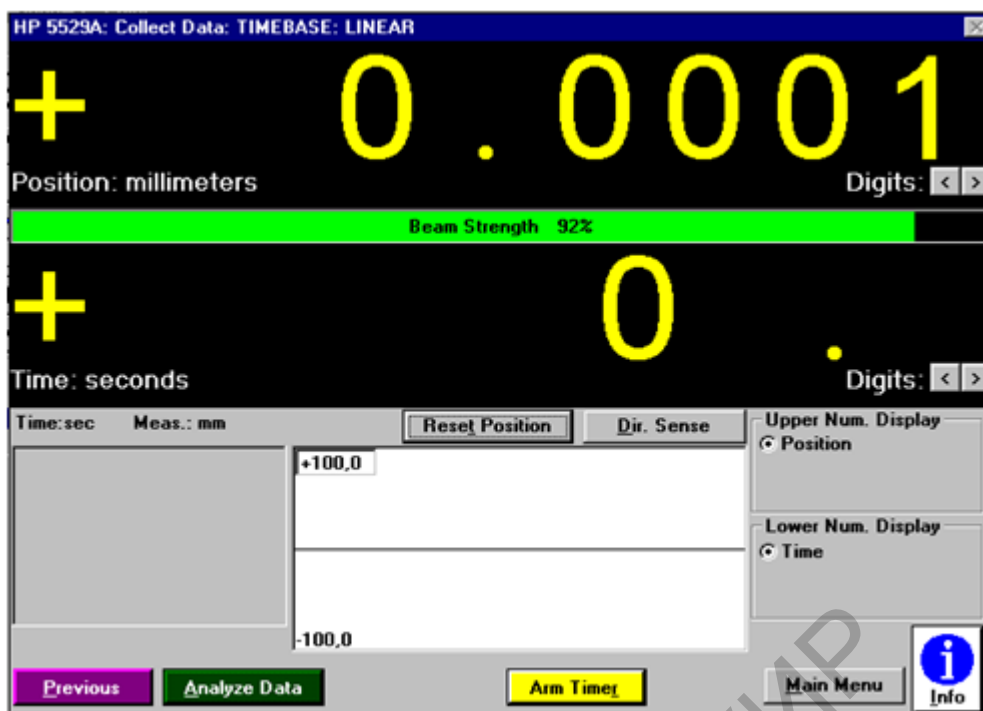 HP 5529A: Collect Data: TIMEBASE: LINEAR
+ 0.0001
Position: millimeters Digits: < >
Beam Strength 92%
+ 0.
Time: seconds Digits: < >
Time:sec Meas.: mm Reset Position Dir. Sense Upper Num. Display
Position
+100,0
Lower Num. Display
Time
-100,0
Previous Analyze Data Arm Timer Main Menu Info